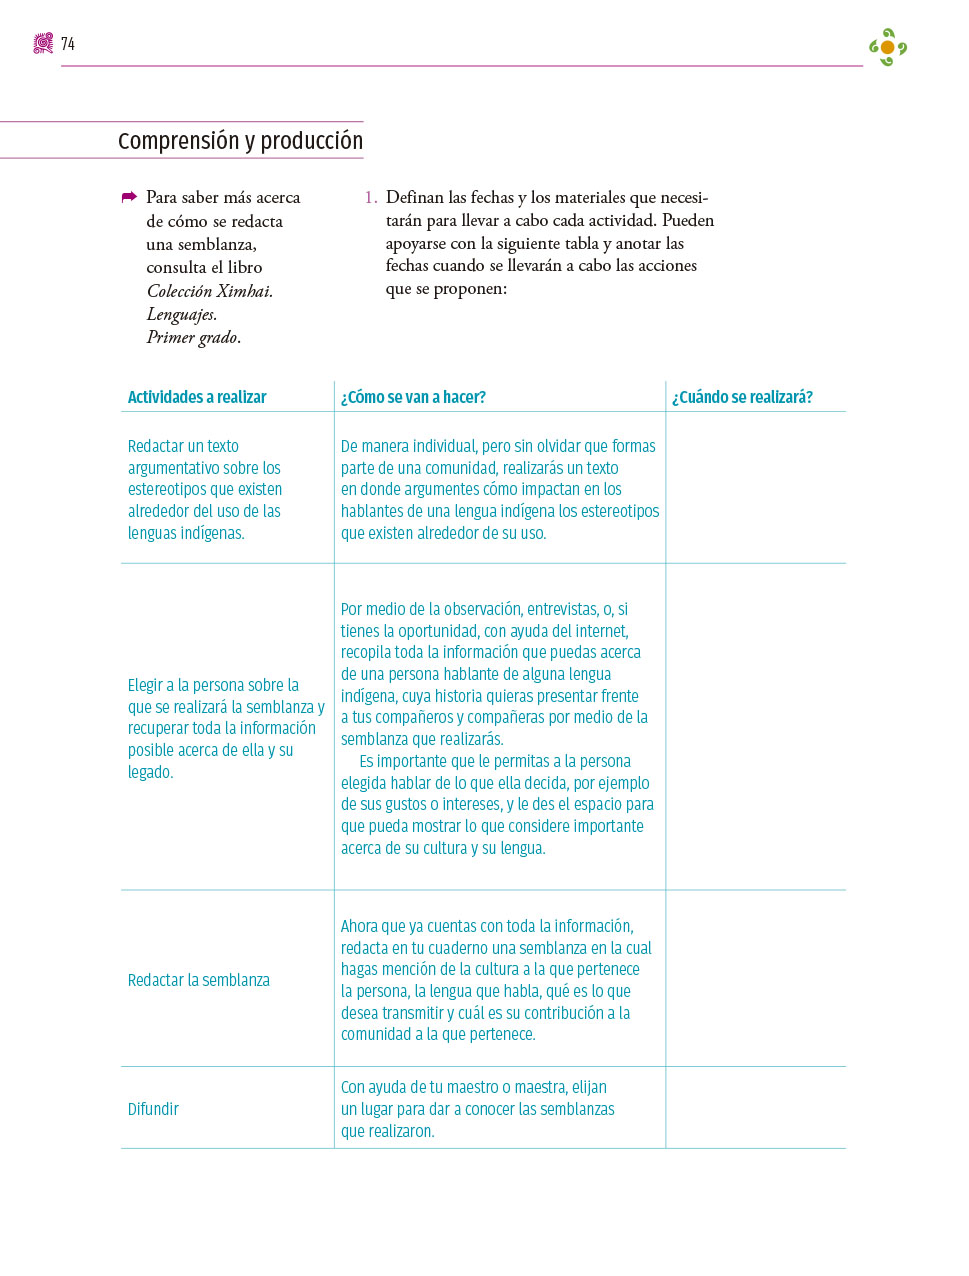 74
Comprensión y producción
Para saber más acerca
de cómo se redacta
una semblanza,
consulta el libro
Colección Ximhai.
Lenguajes.
Primer grado.
1. Definan las fechas y los materiales que necesi-
tarán para llevar a cabo cada actividad. Pueden
apoyarse con la siguiente tabla y anotar las
fechas cuando se llevarán a cabo las acciones
que se proponen:
Actividades a realizar
¿Cómo se van a hacer?
¿Cuándo se realizará?
Redactar un texto
argumentativo sobre los
estereotipos que existen
alrededor del uso de las
lenguas indígenas.
De manera individual, pero sin olvidar que formas
parte de una comunidad, realizarás un texto
en donde argumentes cómo impactan en los
hablantes de una lengua indígena los estereotipos
que existen alrededor de su uso.
Elegir a la persona sobre la
que se realizará la semblanza y
recuperar toda la información
posible acerca de ella y su
legado.
Por medio de la observación, entrevistas, o, si
tienes la oportunidad, con ayuda del internet,
recopila toda la información que puedas acerca
de una persona hablante de alguna lengua
indígena, cuya historia quieras presentar frente
a tus compañeros y compañeras por medio de la
semblanza que realizarás.
Es importante que le permitas a la persona
elegida hablar de lo que ella decida, por ejemplo
de sus gustos o intereses, y le des el espacio para
que pueda mostrar lo que considere importante
acerca de su cultura y su lengua.
Redactar la semblanza
Ahora que ya cuentas con toda la información,
redacta en tu cuaderno una semblanza en la cual
hagas mención de la cultura a la que pertenece
la persona, la lengua que habla, qué es lo que
desea transmitir y cuál es su contribución a la
comunidad a la que pertenece.
Difundir
Con ayuda de tu maestro o maestra, elijan
un lugar para dar a conocer las semblanzas
que realizaron.